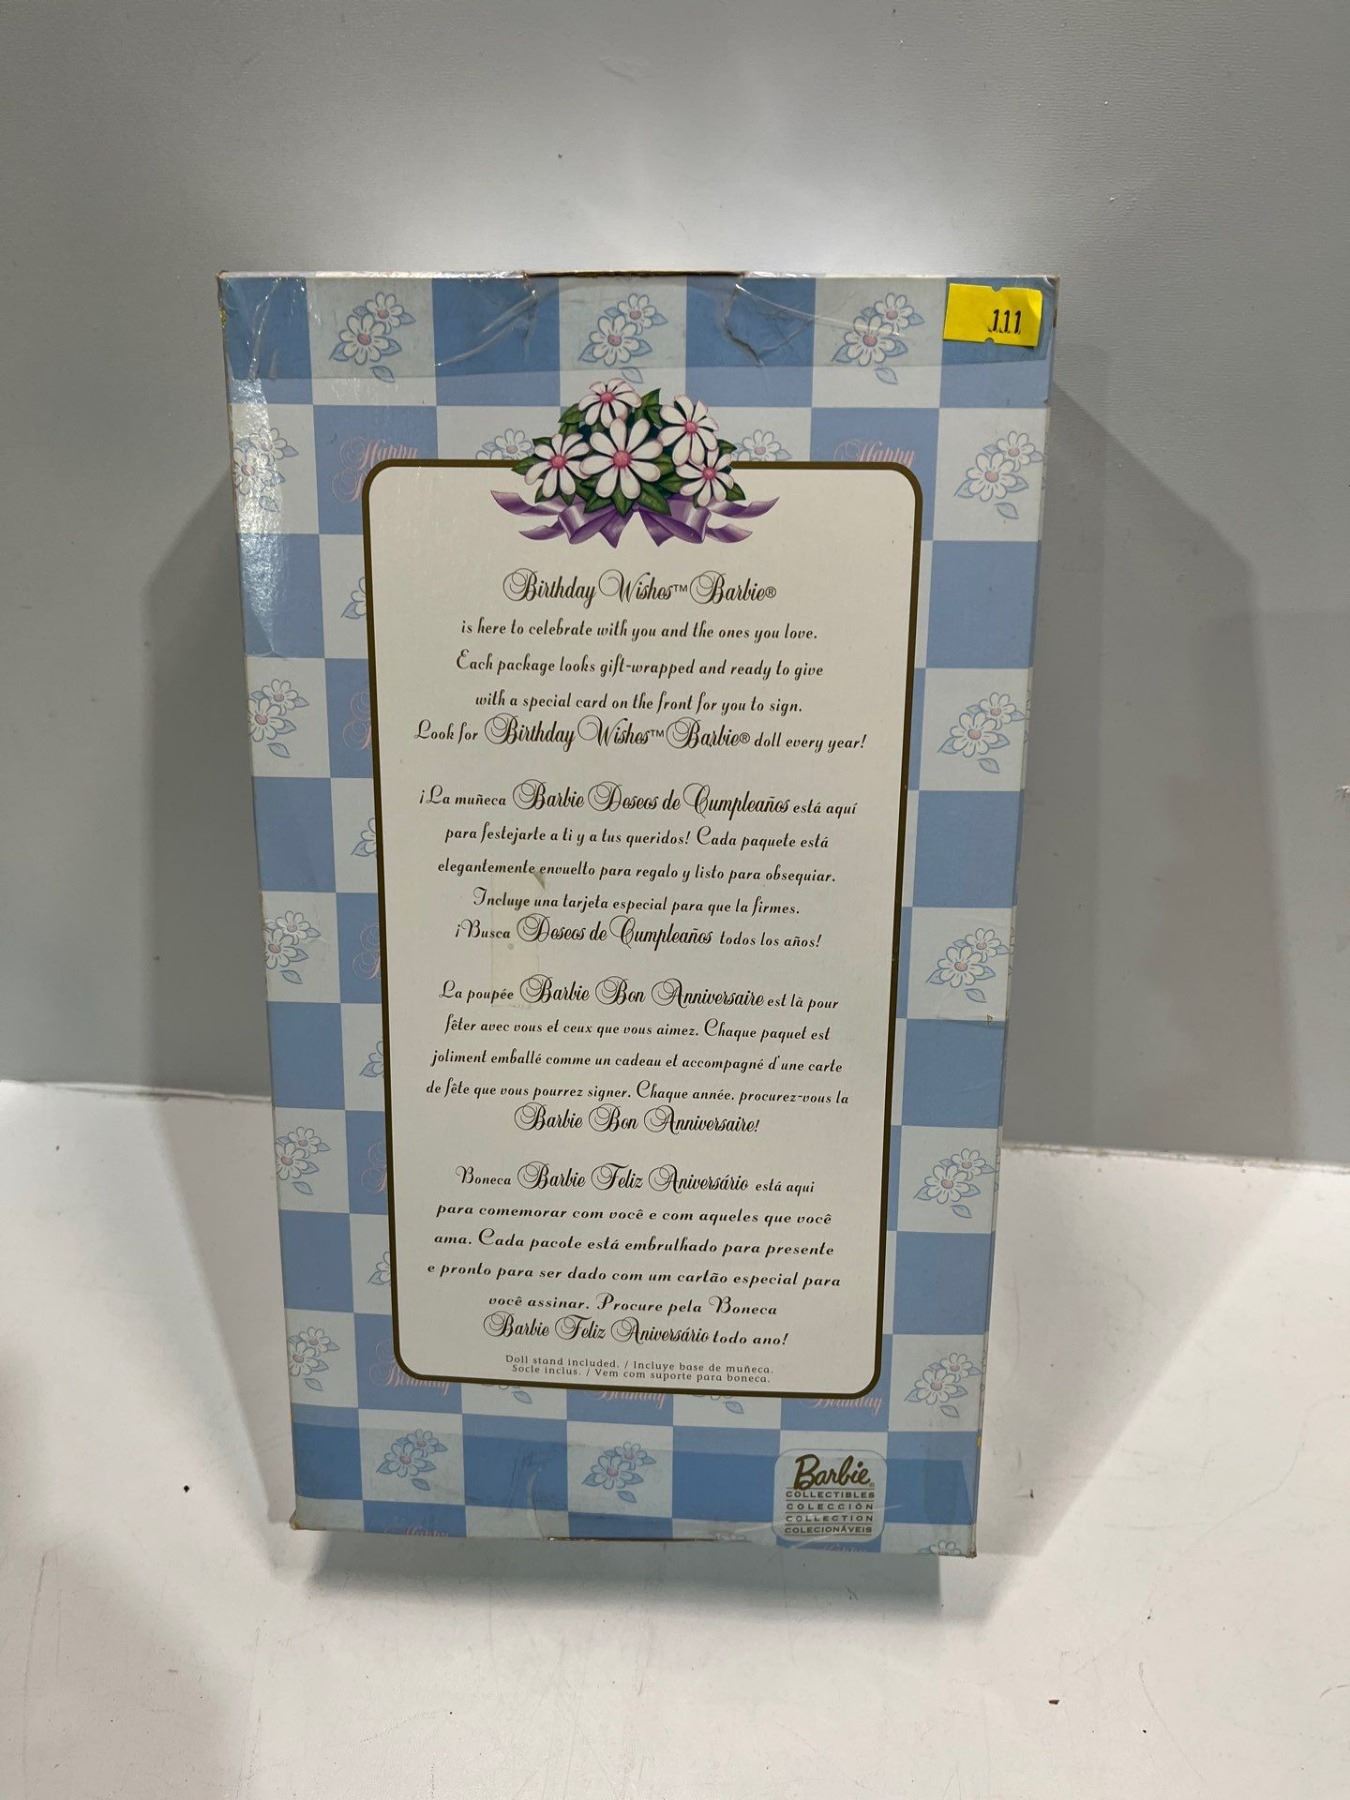 111
Happy
Happy
Birthday Wishes™ Barbie®
is here to celebrate with you and the ones you love.
Each package looks gift-wrapped and ready to give
with a special card on the front for you to sign.
Look for Birthday Wishes™ Barbie® doll every year!
¡La muñeca Barbie Deseos de Cumpleaños está aquí
para festejarte a ti y a tus queridos! Cada paquete está
elegantemente envuelto para regalo y listo para obsequiar.
Incluye una tarjeta especial para que la firmes.
¡Busca Deseos de Cumpleaños todos los años!
La poupée Barbie Bon Anniversaire est là pour
fêter avec vous et ceux que vous aimez. Chaque paquet est
joliment emballé comme un cadeau et accompagné d'une carte
de fête que vous pourrez signer. Chaque année, procurez-vous la
Barbie Bon Anniversaire!
Boneca Barbie Feliz Aniversário está aqui
para comemorar com você e com aqueles que você
ama. Cada pacote está embrulhado para presente
e pronto para ser dado com um cartão especial para
você assinar. Procure pela Boneca
Barbie Feliz Aniversário todo ano!
Doll stand included. / Incluye base de muñeca.
Socle inclus. / Vem com suporte para boneca.
Birthday
Birthday
Birthday
Barbie®
COLLECTIBLES
COLECCIÓN
COLLECTION
COLECIONÁVEIS